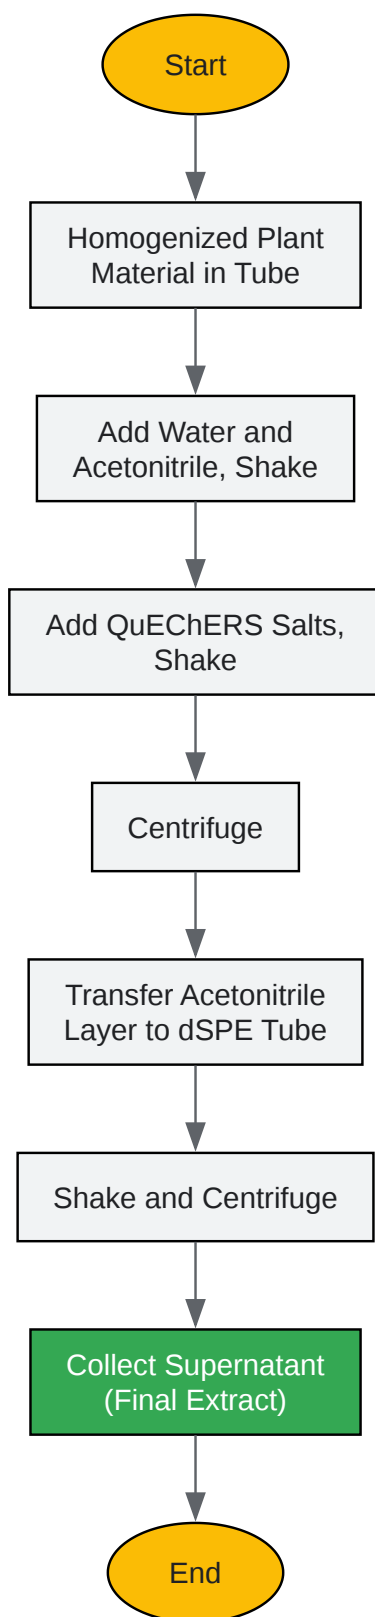 Start
Homogenized Plant
Material in Tube
Add Water and
Acetonitrile, Shake
Add QuEChERS Salts,
Shake
Centrifuge
Transfer Acetonitrile
Layer to dSPE Tube
Shake and Centrifuge
Collect Supernatant
(Final Extract)
End